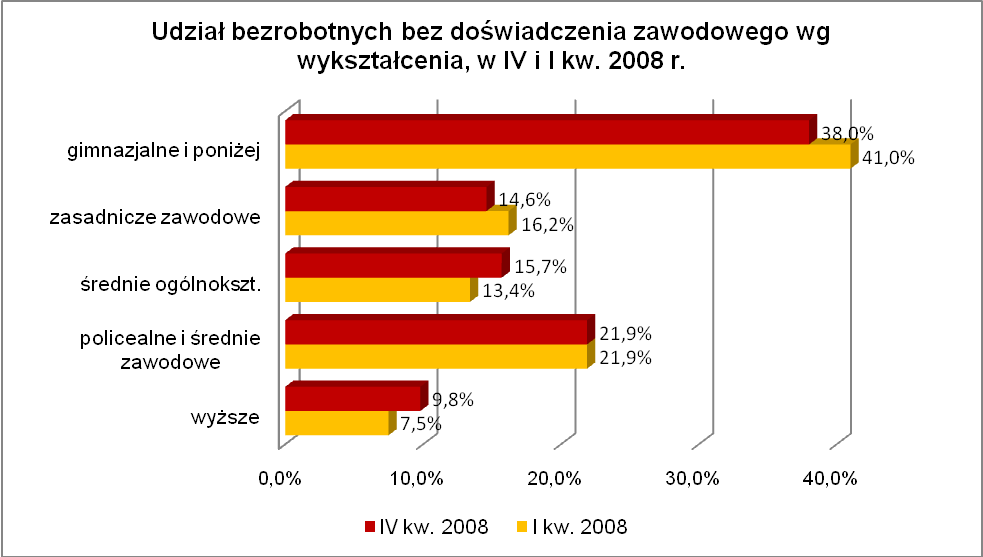 Udział bezrobotnych bez doświadczenia zawodowego wg
wykształcenia, w IV i I kw. 2008 r.
gimnazjalne i poniżej
38,0%
41,0%
zasadnicze zawodowe
14,6%
16,2%
średnie ogólnokszt.
15,7%
13,4%
policealne i średnie
zawodowe
21,9%
21,9%
wyższe
9,8%
7,5%
0,0% 10,0% 20,0% 30,0% 40,0%
IV kw. 2008 I kw. 2008